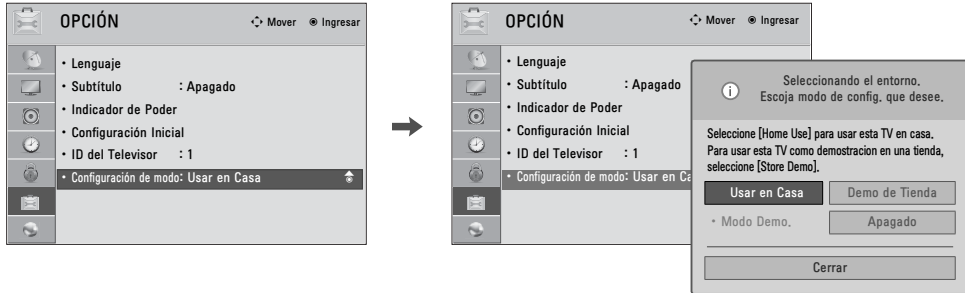 OPCIÓN Mover Ingresar
• Lenguaje
• Subtítulo : Apagado
• Indicador de Poder
• Configuración Inicial
• ID del Televisor : 1
• Configuración de modo: Usar en Casa
OPCIÓN Mover Ingresar
• Lenguaje
• Subtítulo : Apagado
• Indicador de Poder
• Configuración Inicial
• ID del Televisor : 1
• Configuración de modo: Usar en Ca
Seleccionando el entorno.
Escoja modo de config. que desee.
Seleccione [Home Use] para usar esta TV en casa.
Para usar esta TV como demostracion en una tienda,
seleccione [Store Demo].
Usar en Casa Demo de Tienda
• Modo Demo. Apagado
Cerrar